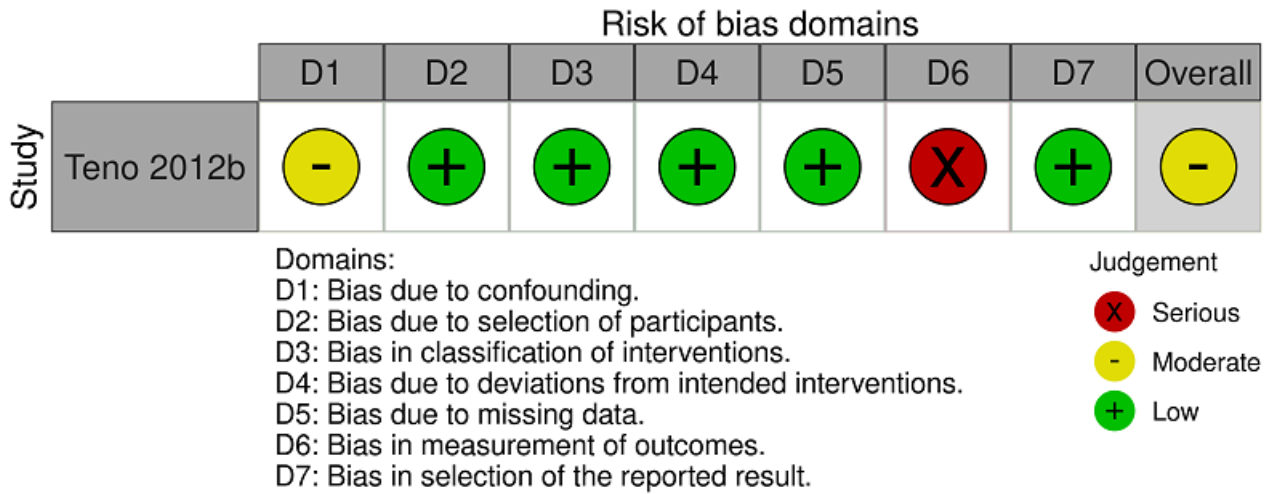 Risk of bias domains
D1 D2 D3 D4 D5 D6 D7 Overall
Study
Teno 2012b - + + + + X + -
Domains:
D1: Bias due to confounding.
D2: Bias due to selection of participants.
D3: Bias in classification of interventions.
D4: Bias due to deviations from intended interventions.
D5: Bias due to missing data.
D6: Bias in measurement of outcomes.
D7: Bias in selection of the reported result.
Judgement
X Serious
- Moderate
+ Low